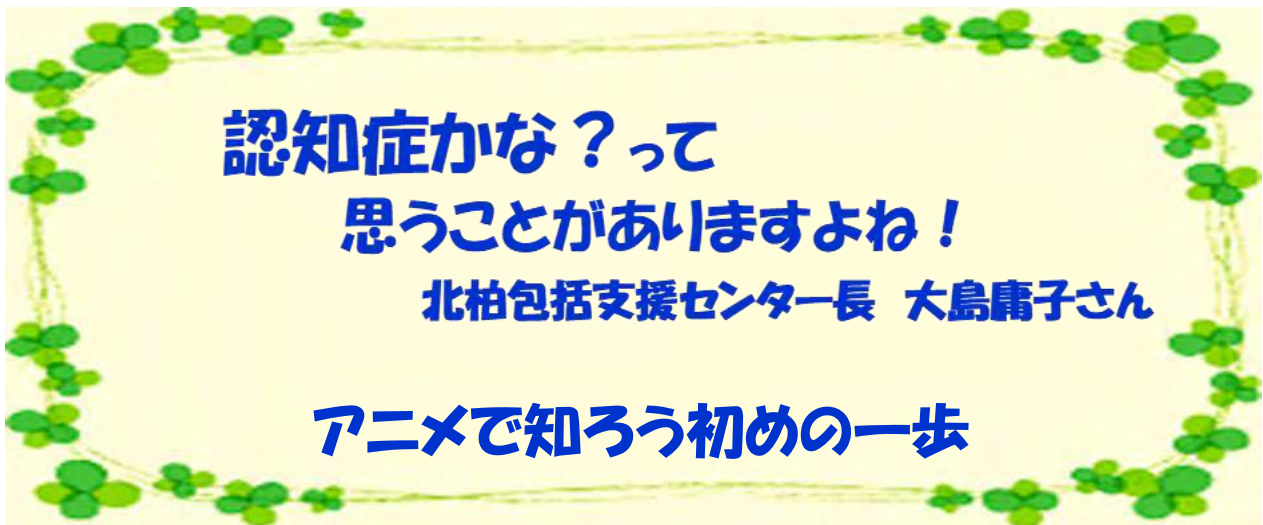 認知症かな？って
思うことがありますよね！
北柏包括支援センター長　大島庸子さん
アニメで知ろう初めの一歩